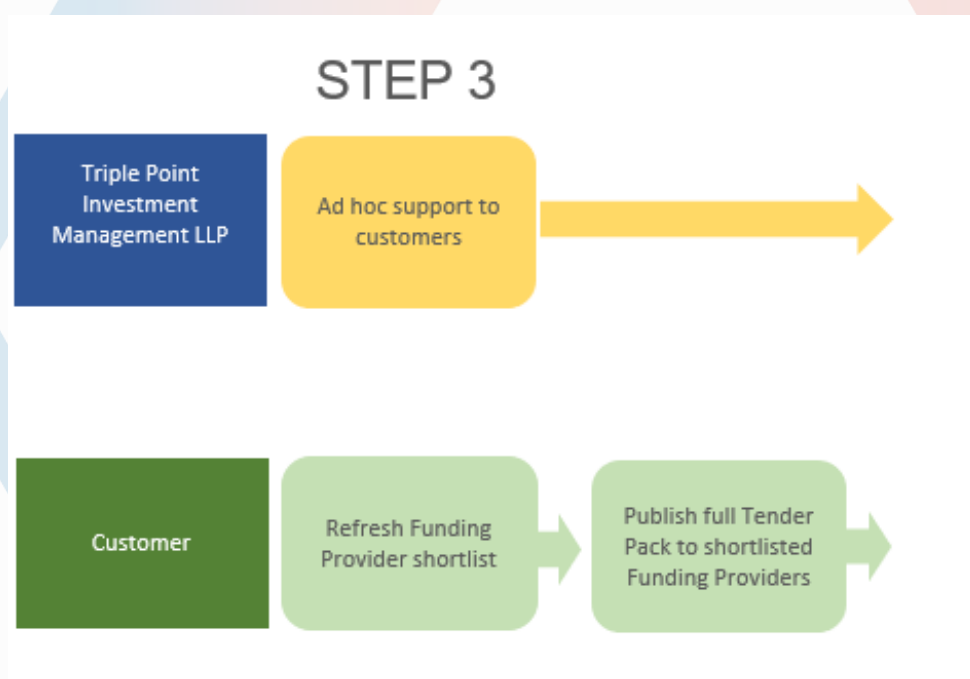 STEP 3
Triple Point
Investment
Management LLP
Ad hoc support to
customers
Customer
Refresh Funding
Provider shortlist
Publish full Tender
Pack to shortlisted
Funding Providers